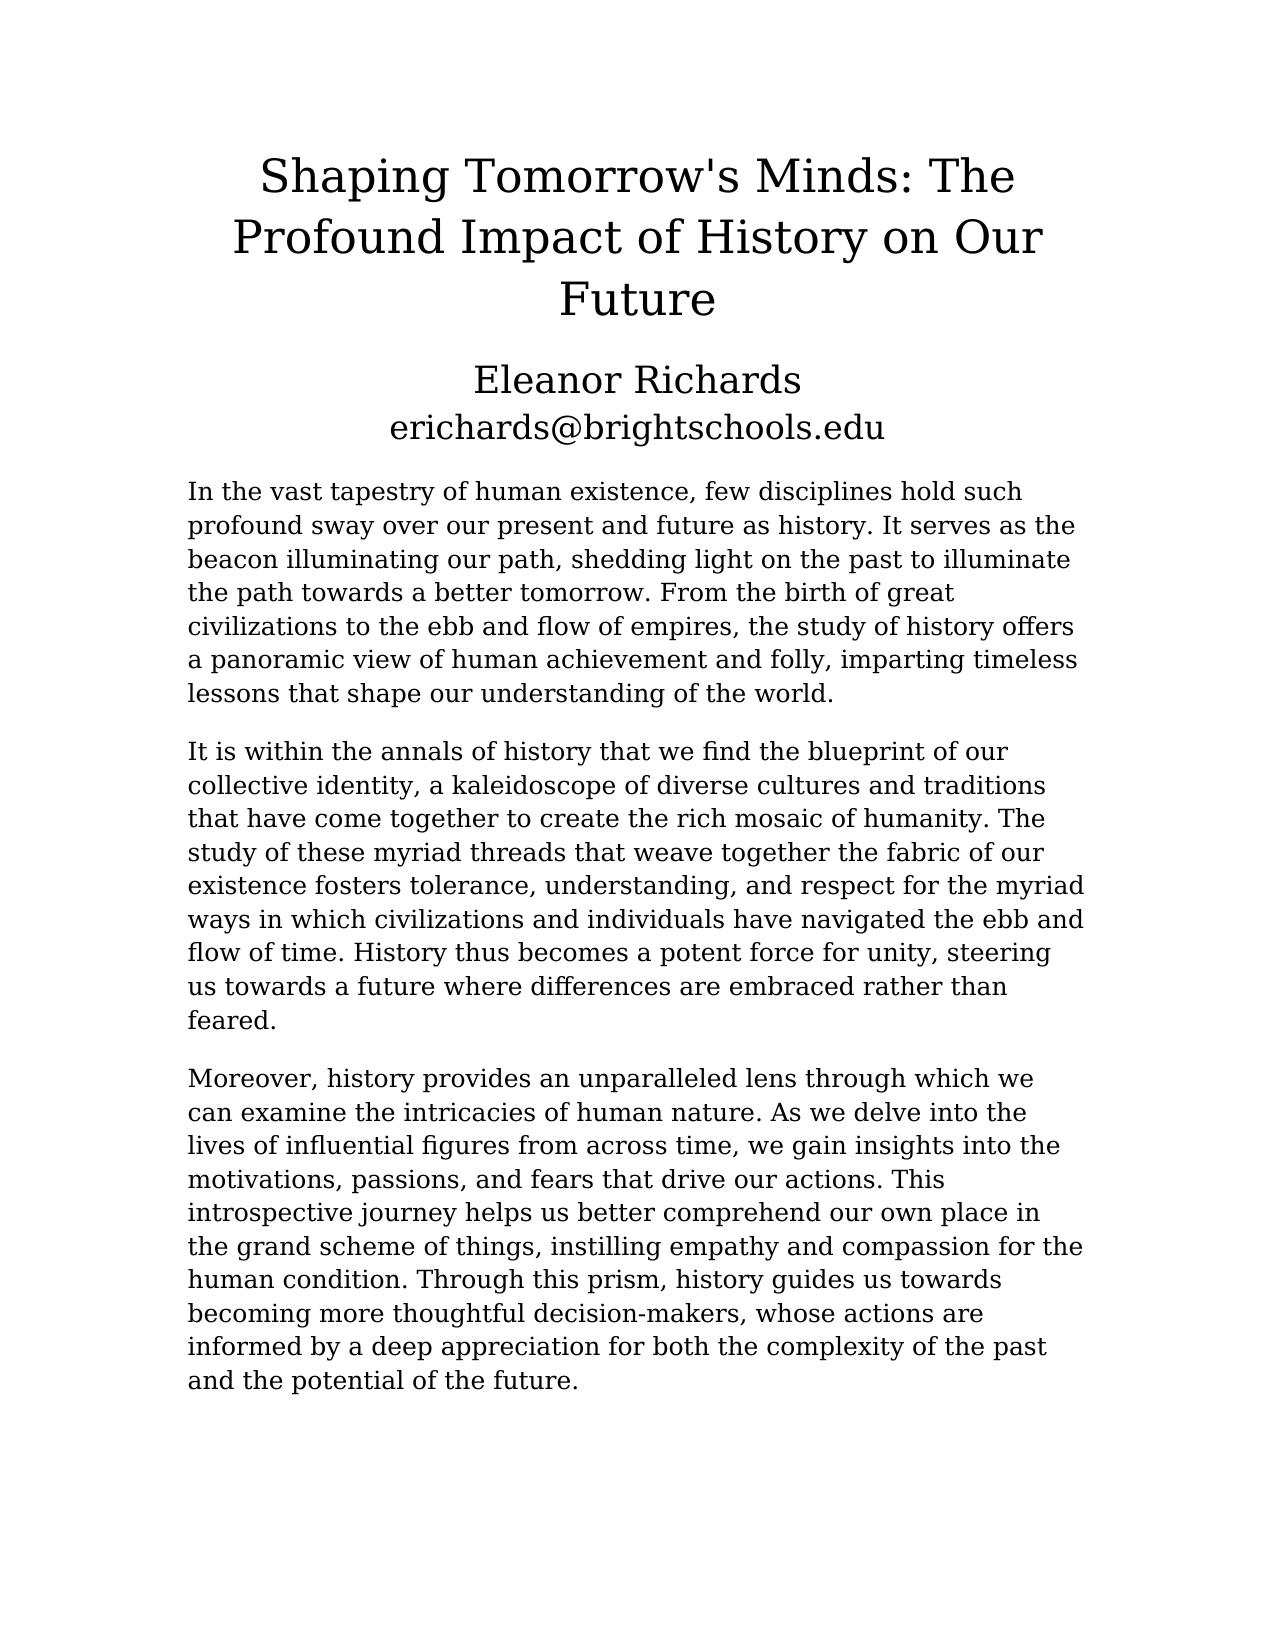 Shaping Tomorrow's Minds: The
Profound Impact of History on Our
Future
Eleanor Richards
erichards@brightschools.edu
In the vast tapestry of human existence, few disciplines hold such
profound sway over our present and future as history. It serves as the
beacon illuminating our path, shedding light on the past to illuminate
the path towards a better tomorrow. From the birth of great
civilizations to the ebb and flow of empires, the study of history offers
a panoramic view of human achievement and folly, imparting timeless
lessons that shape our understanding of the world.
It is within the annals of history that we find the blueprint of our
collective identity, a kaleidoscope of diverse cultures and traditions
that have come together to create the rich mosaic of humanity. The
study of these myriad threads that weave together the fabric of our
existence fosters tolerance, understanding, and respect for the myriad
ways in which civilizations and individuals have navigated the ebb and
flow of time. History thus becomes a potent force for unity, steering
us towards a future where differences are embraced rather than
feared.
Moreover, history provides an unparalleled lens through which we
can examine the intricacies of human nature. As we delve into the
lives of influential figures from across time, we gain insights into the
motivations, passions, and fears that drive our actions. This
introspective journey helps us better comprehend our own place in
the grand scheme of things, instilling empathy and compassion for the
human condition. Through this prism, history guides us towards
becoming more thoughtful decision-makers, whose actions are
informed by a deep appreciation for both the complexity of the past
and the potential of the future.